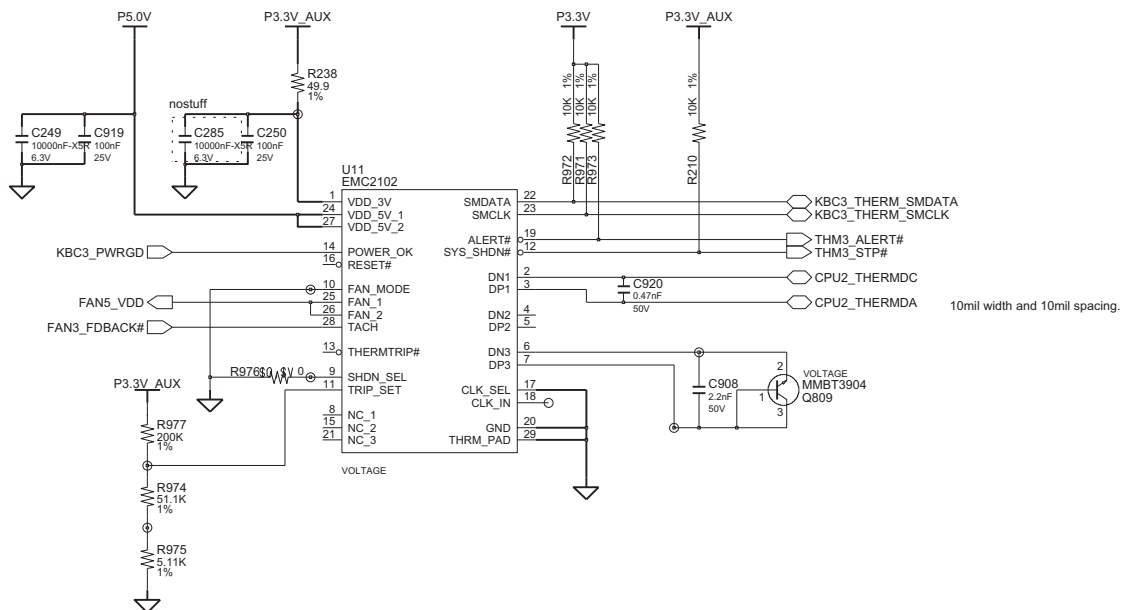 P5.0V
P3.3V_AUX
P3.3V
P3.3V_AUX
R238
49.9
1%
nostuff
C249
10000nF-X5R
6.3V
C919
100nF
25V
C285
10000nF-X5R
6.3V
C250
100nF
25V
10K 1%
10K 1%
10K 1%
10K 1%
R972
R971
R973
R210
U11
EMC2102
1 VDD_3V
24 VDD_5V_1
27 VDD_5V_2
14 POWER_OK
16 RESET#
10 FAN_MODE
25 FAN_1
26 FAN_2
28 TACH
13 THERMTRIP#
9 SHDN_SEL
11 TRIP_SET
8 NC_1
15 NC_2
21 NC_3
SMDATA 22
SMCLK 23
ALERT# 19
SYS_SHDN# 12
DN1 2
DP1 3
DN2 4
DP2 5
DN3 6
DP3 7
CLK_SEL 17
CLK_IN 18
GND 20
THRM_PAD 29
VOLTAGE
KBC3_PWRGD
FAN5_VDD
FAN3_FDBACK#
R976
P3.3V_AUX
R977
200K
1%
R974
51.1K
1%
R975
5.11K
1%
KBC3_THERM_SMDATA
KBC3_THERM_SMCLK
THM3_ALERT#
THM3_STP#
CPU2_THERMDC
C920
0.47nF
50V
CPU2_THERMDA
10mil width and 10mil spacing.
C908
2.2nF
50V
2
1
3
VOLTAGE
MMBT3904
Q809